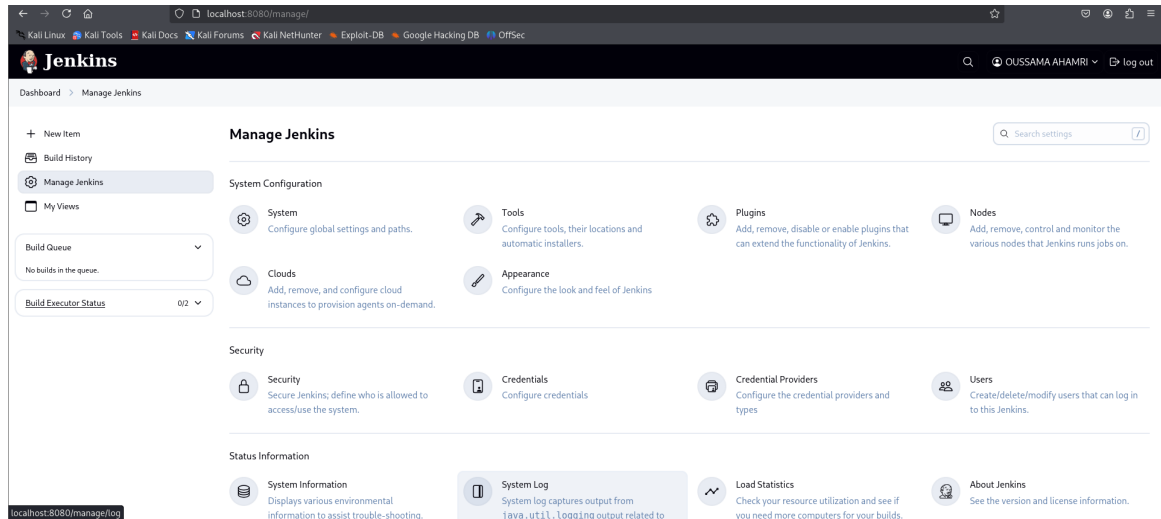 localhost:8080/manage/
Kali Linux Kali Tools Kali Docs Kali Forums Kali NetHunter Exploit-DB Google Hacking DB OffSec
Jenkins
OUSSAMA AHAMRI log out
Dashboard > Manage Jenkins
+ New Item
Build History
Manage Jenkins
My Views
Build Queue
No builds in the queue.
Build Executor Status 0/2
Manage Jenkins
Search settings /
System Configuration
System
Configure global settings and paths.
Tools
Configure tools, their locations and
automatic installers.
Plugins
Add, remove, disable or enable plugins that
can extend the functionality of Jenkins.
Nodes
Add, remove, control and monitor the
various nodes that Jenkins runs jobs on.
Clouds
Add, remove, and configure cloud
instances to provision agents on-demand.
Appearance
Configure the look and feel of Jenkins
Security
Security
Secure Jenkins; define who is allowed to
access/use the system.
Credentials
Configure credentials
Credential Providers
Configure the credential providers and
types
Users
Create/delete/modify users that can log in
to this Jenkins.
Status Information
System Information
Displays various environmental
information to assist trouble-shooting.
System Log
System log captures output from
java.util.logging output related to
Load Statistics
Check your resource utilization and see if
you need more computers for your builds.
About Jenkins
See the version and license information.
localhost:8080/manage/log